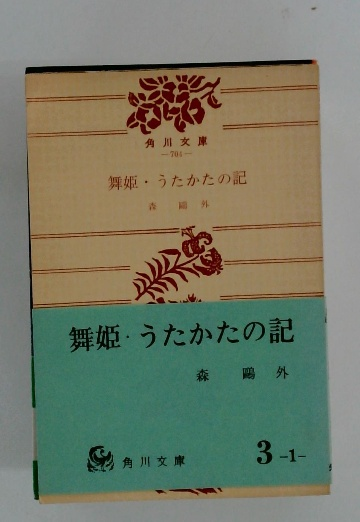 角川文庫
—704—
舞姫・うたかたの記
森鷗外
舞姫・うたかたの記
森鷗外
角川文庫
3-1-